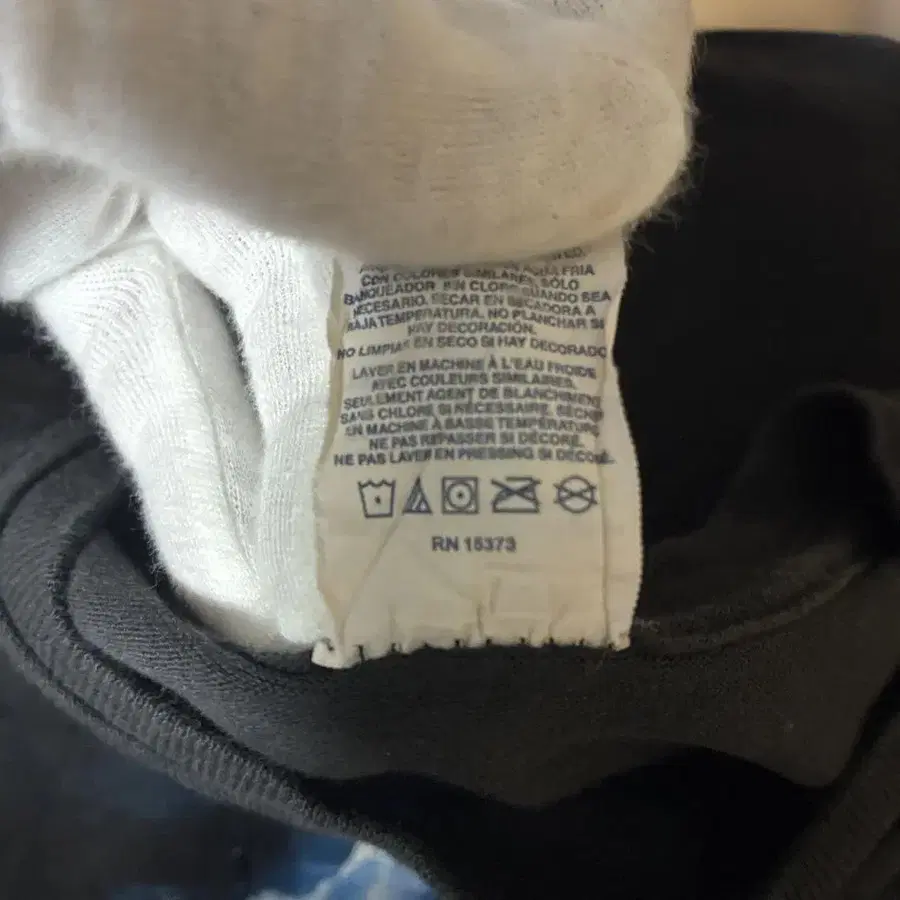 CON COLORES SIMILARES. SÓLO
BANQUEADOR SIN CLORO CUANDO SEA
NECESARIO. SECAR EN SECADORA A
BAJA TEMPERATURA. NO PLANCHAR SI
HAY DECORACIÓN.
NO LIMPIAR EN SECO SI HAY DECORADO
LAVER EN MACHINE À L'EAU FROIDE
AVEC COULEURS SIMILAIRES.
SEULEMENT AGENT DE BLANCHIMENT
SANS CHLORE SI NÉCESSAIRE. SÉCHER
EN MACHINE À BASSE TEMPÉRATURE
NE PAS REPASSER SI DÉCORÉ.
NE PAS LAVER EN PRESSING SI DÉCORÉ.
RN 15373